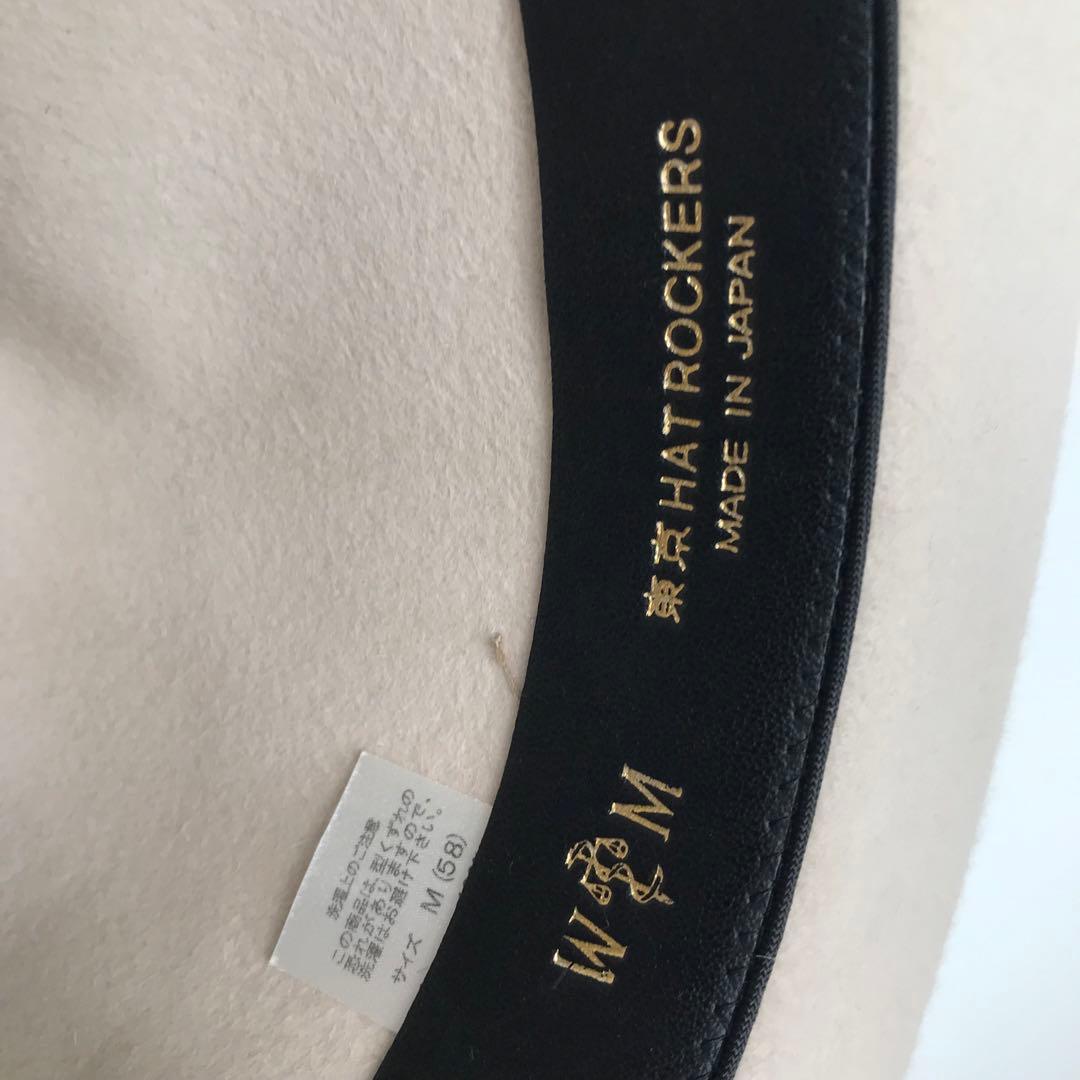 東京 HAT ROCKERS
MADE IN JAPAN
W M
洗濯上のご注意
この商品は、型くずれの
恐れがありますので、
洗濯はお避け下さい。
サイズ M (58)